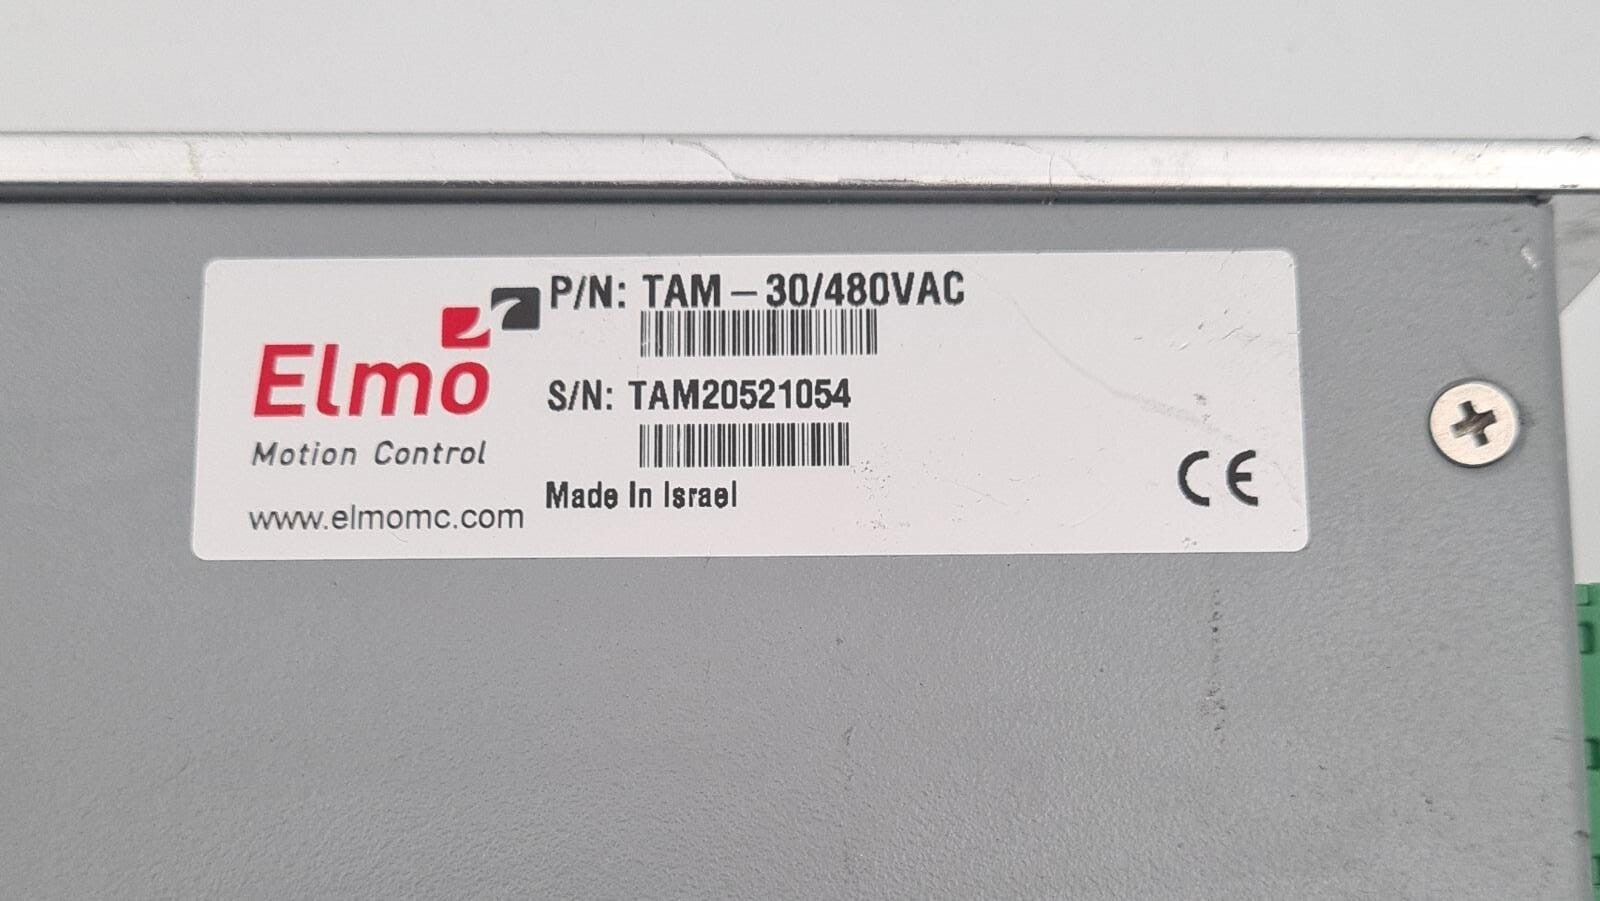 Elmo
Motion Control
www.elmomc.com
P/N: TAM-30/480VAC
S/N: TAM20521054
Made In Israel
CE